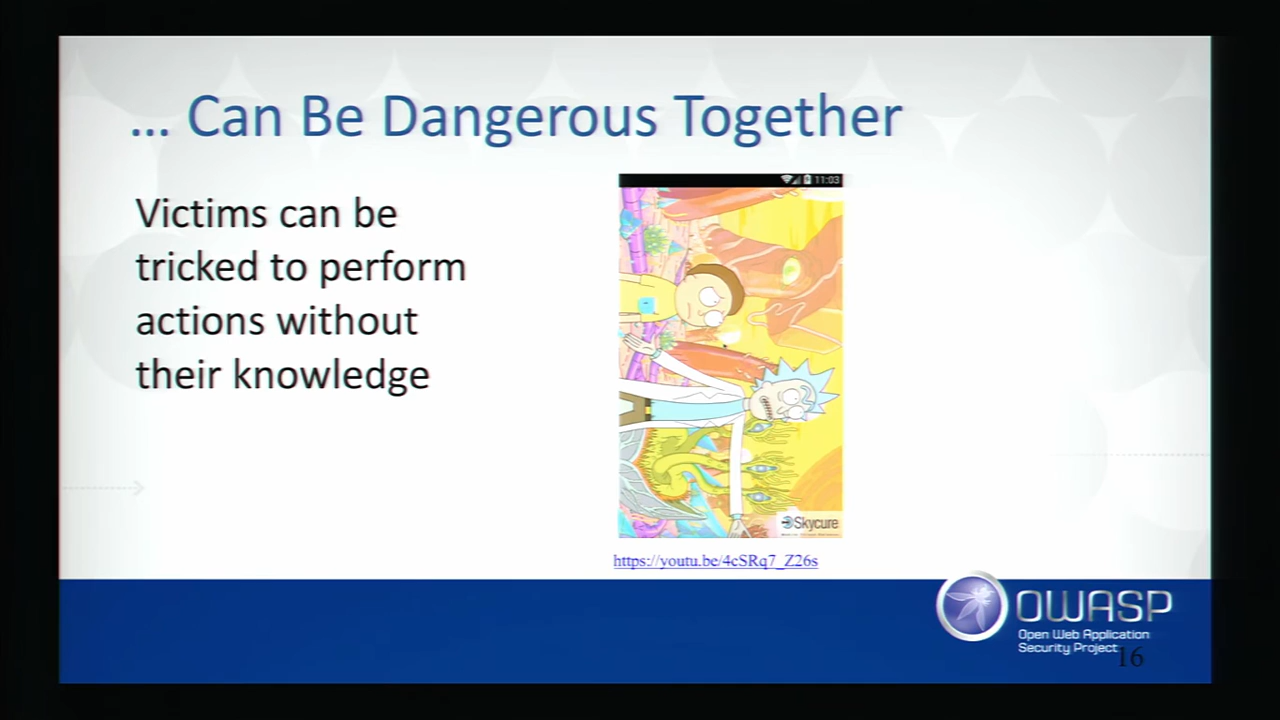 ... Can Be Dangerous Together
Victims can be
tricked to perform
actions without
their knowledge
11:03
Skycure
https://youtu.be/4cSRq7_Z26s
OWASP
Open Web Application
Security Project
16